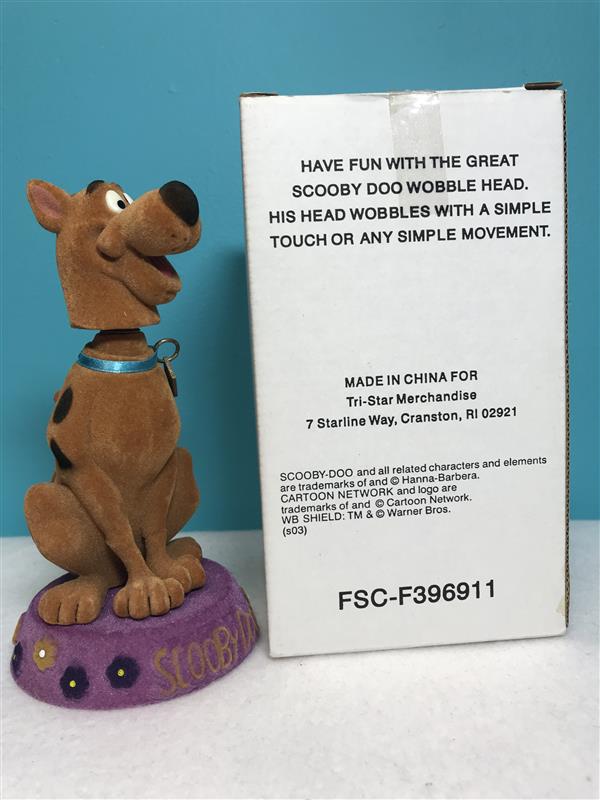 HAVE FUN WITH THE GREAT
SCOOBY DOO WOBBLE HEAD.
HIS HEAD WOBBLES WITH A SIMPLE
TOUCH OR ANY SIMPLE MOVEMENT.
MADE IN CHINA FOR
Tri-Star Merchandise
7 Starline Way, Cranston, RI 02921
SCOOBY-DOO and all related characters and elements
are trademarks of and © Hanna-Barbera.
CARTOON NETWORK and logo are
trademarks of and © Cartoon Network.
WB SHIELD: TM & © Warner Bros.
(s03)
FSC-F396911
SCOOBY-DO